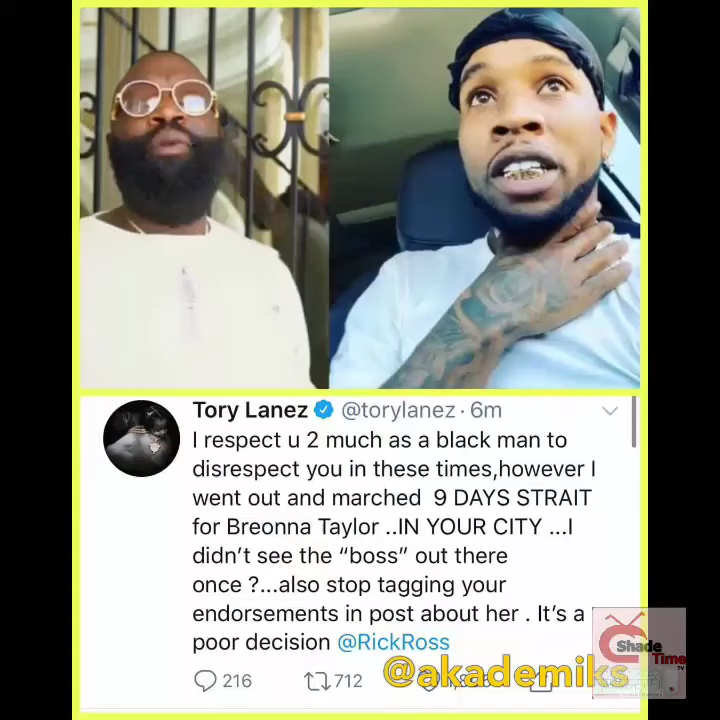 Tory Lanez @torylanez · 6m
I respect u 2 much as a black man to
disrespect you in these times,however I
went out and marched 9 DAYS STRAIT
for Breonna Taylor ..IN YOUR CITY ...I
didn't see the “boss” out there
once ?...also stop tagging your
endorsements in post about her . It's a
poor decision @RickRoss
216 712
@akademiks
Shade
Time
TV